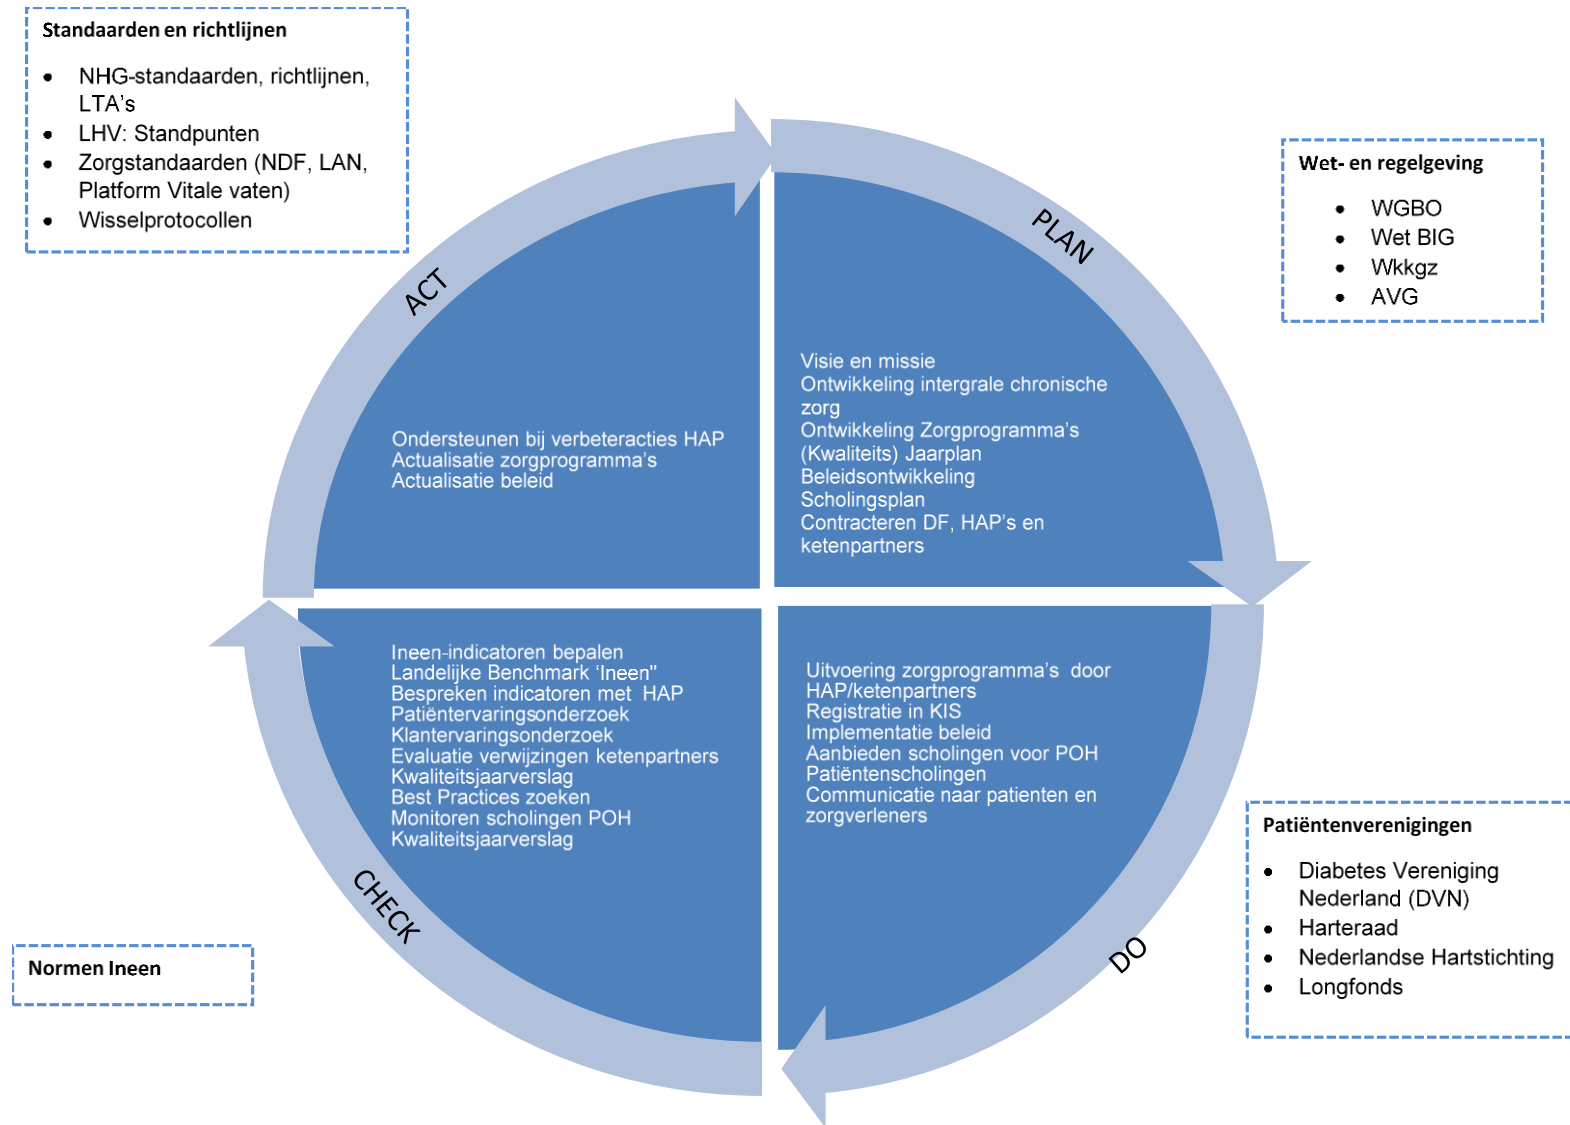 Standaarden en richtlijnen
• NHG-standaarden, richtlijnen,
LTA's
• LHV: Standpunten
• Zorgstandaarden (NDF, LAN,
Platform Vitale vaten)
• Wisselprotocollen
Wet- en regelgeving
• WGBO
• Wet BIG
• Wkkgz
• AVG
ACT
Ondersteunen bij verbeteracties HAP
Actualisatie zorgprogramma's
Actualisatie beleid
PLAN
Visie en missie
Ontwikkeling intergrale chronische
zorg
Ontwikkeling Zorgprogramma's
(Kwaliteits) Jaarplan
Beleidsontwikkeling
Scholingsplan
Contracteren DF, HAP's en
ketenpartners
CHECK
Ineen-indicatoren bepalen
Landelijke Benchmark 'Ineen"
Bespreken indicatoren met HAP
Patiëntervaringsonderzoek
Klantervaringsonderzoek
Evaluatie verwijzingen ketenpartners
Kwaliteitsjaarverslag
Best Practices zoeken
Monitoren scholingen POH
Kwaliteitsjaarverslag
DO
Uitvoering zorgprogramma's door
HAP/ketenpartners
Registratie in KIS
Implementatie beleid
Aanbieden scholingen voor POH
Patiëntenscholingen
Communicatie naar patienten en
zorgverleners
Normen Ineen
Patiëntenverenigingen
• Diabetes Vereniging
Nederland (DVN)
• Harteraad
• Nederlandse Hartstichting
• Longfonds